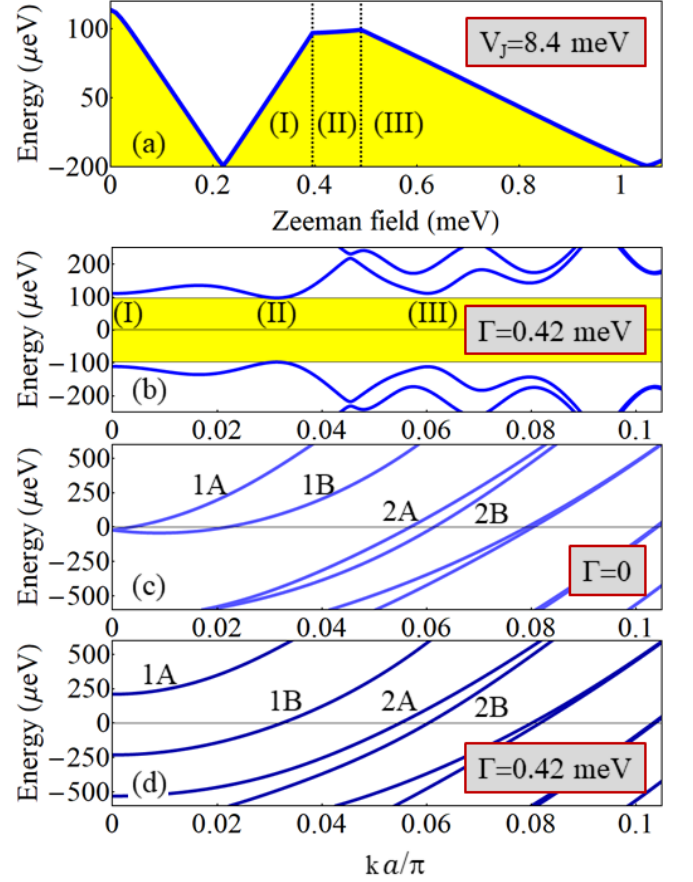 Energy (μeV)
100
50
−200
V_J=8.4 meV
(a)
(I)
(II)
(III)
0
0.2
0.4
0.6
0.8
1
Zeeman field (meV)
Energy (μeV)
200
100
0
−100
−200
(I)
(II)
(III)
Γ=0.42 meV
(b)
0
0.02
0.04
0.06
0.08
0.1
Energy (μeV)
500
250
0
−250
−500
1A
1B
2A
2B
(c)
Γ=0
0
0.02
0.04
0.06
0.08
0.1
Energy (μeV)
500
250
0
−250
−500
1A
1B
2A
2B
(d)
Γ=0.42 meV
0
0.02
0.04
0.06
0.08
0.1
k a/π